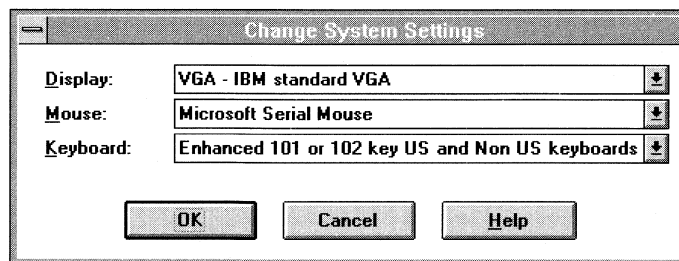 Change System Settings
Display: VGA - IBM standard VGA
Mouse: Microsoft Serial Mouse
Keyboard: Enhanced 101 or 102 key US and Non US keyboards
OK Cancel Help